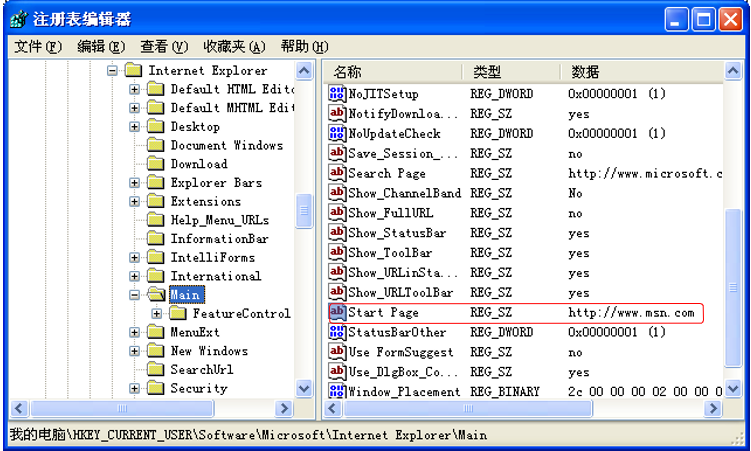 注册表编辑器
文件(F) 编辑(E) 查看(V) 收藏夹(A) 帮助(H)
Internet Explorer
Default HTML Edito
Default MHTML Edit
Desktop
Document Windows
Download
Explorer Bars
Extensions
Help_Menu_URLs
InformationBar
IntelliForms
International
Main
FeatureControl
MenuExt
New Windows
SearchUrl
Security
名称 类型 数据
NoJITSetup REG_DWORD 0x00000001 (1)
NotifyDownloa... REG_SZ yes
NoUpdateCheck REG_DWORD 0x00000001 (1)
Save_Session_... REG_SZ no
Search Page REG_SZ http://www.microsoft.c
Show_ChannelBand REG_SZ No
Show_FullURL REG_SZ no
Show_StatusBar REG_SZ yes
Show_ToolBar REG_SZ yes
Show_URLinSta... REG_SZ yes
Show_URLToolBar REG_SZ yes
Start Page REG_SZ http://www.msn.com
StatusBarOther REG_DWORD 0x00000001 (1)
Use FormSuggest REG_SZ no
Use_DlgBox_Co... REG_SZ yes
Window_Placement REG_BINARY 2c 00 00 00 02 00 00 0
我的电脑\HKEY_CURRENT_USER\Software\Microsoft\Internet Explorer\Main